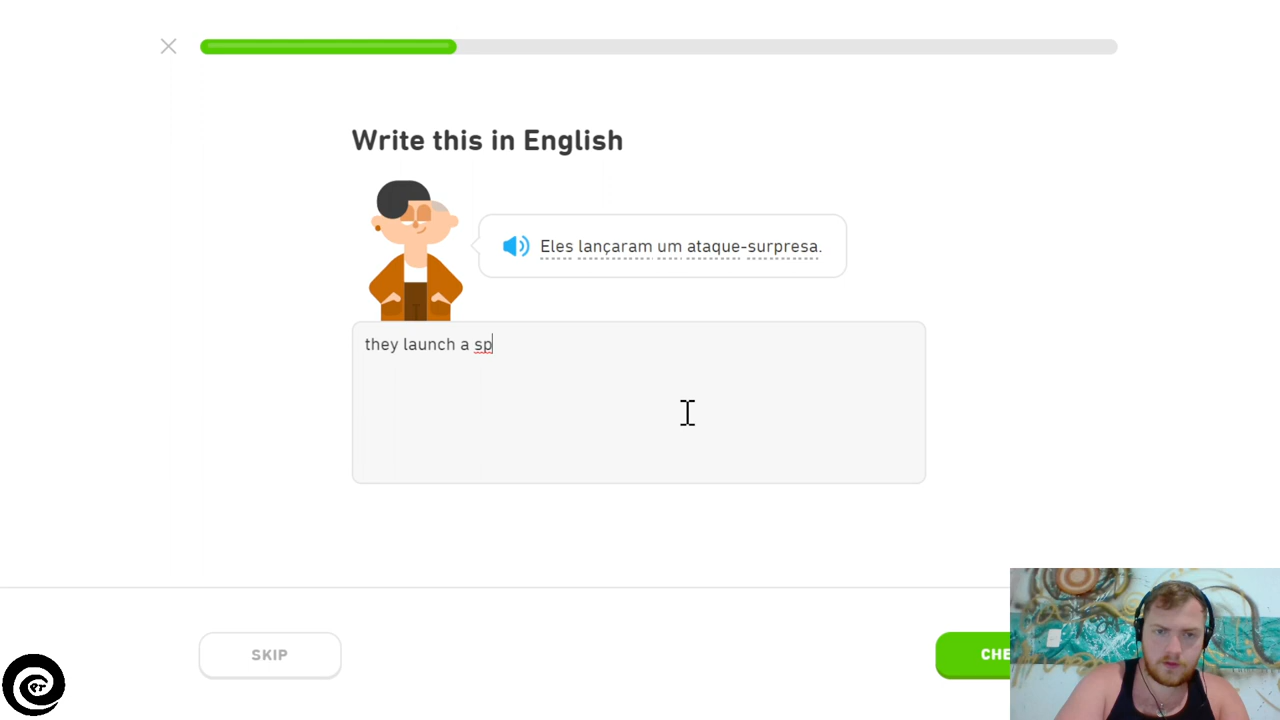 Write this in English
Eles lançaram um ataque-surpresa.
they launch a sp
SKIP
CHE